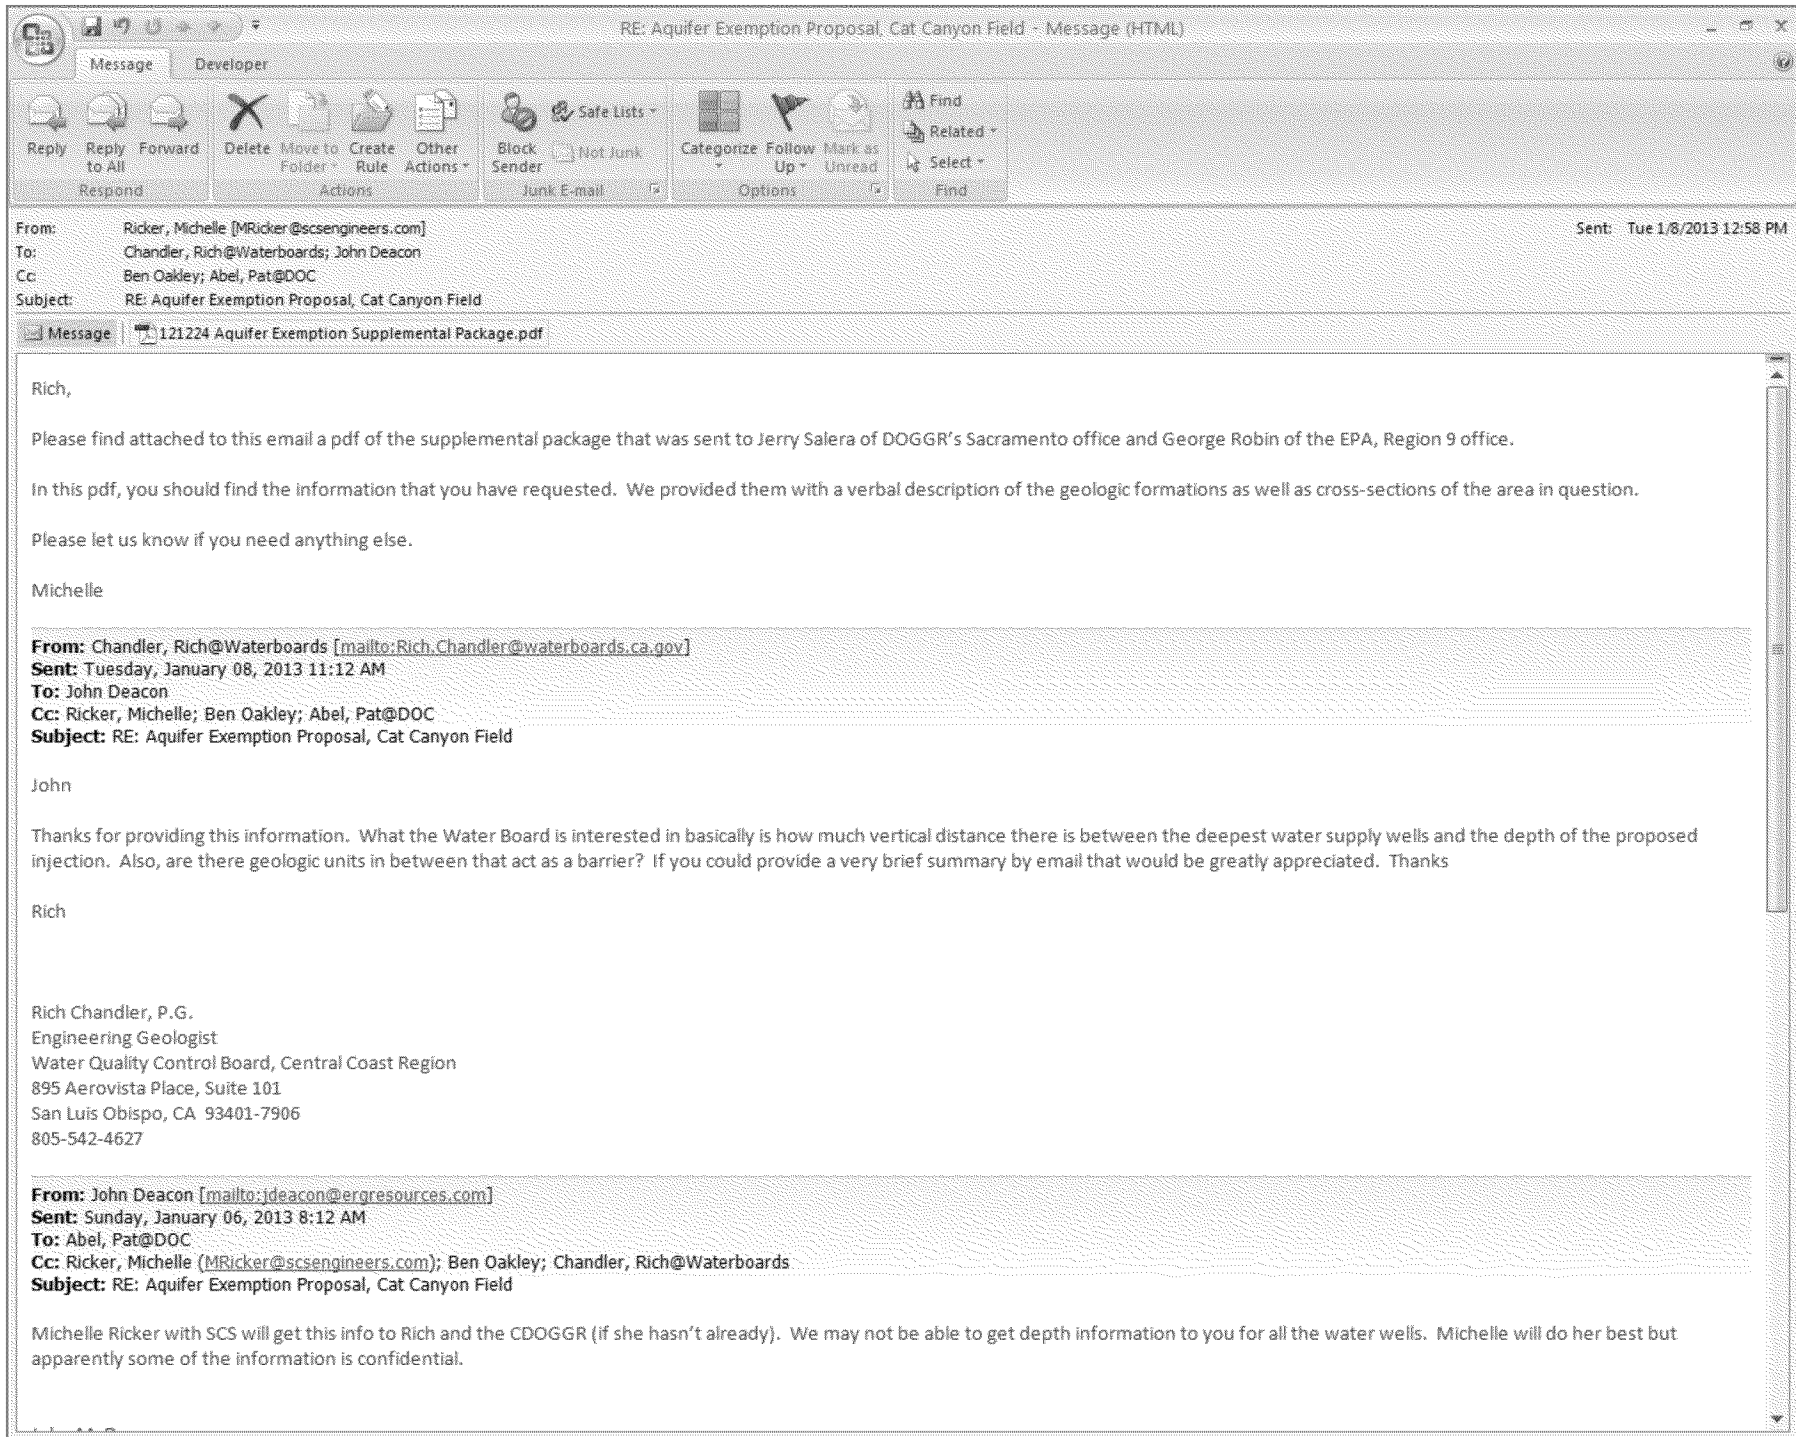 RE: Aquifer Exemption Proposal, Cat Canyon Field - Message (HTML)
Message Developer
Reply Reply to All Forward Delete Move to Folder Create Rule Other Actions Block Sender Safe Lists Not Junk Categorize Follow Up Mark as Unread Find Related Select
Respond Actions Junk E-mail Options Find
From: Ricker, Michelle [MRicker@scsengineers.com] Sent: Tue 1/8/2013 12:58 PM
To: Chandler, Rich@Waterboards; John Deacon
Cc: Ben Oakley; Abel, Pat@DOC
Subject: RE: Aquifer Exemption Proposal, Cat Canyon Field
Message 121224 Aquifer Exemption Supplemental Package.pdf
Rich,
Please find attached to this email a pdf of the supplemental package that was sent to Jerry Salera of DOGGR's Sacramento office and George Robin of the EPA, Region 9 office.
In this pdf, you should find the information that you have requested. We provided them with a verbal description of the geologic formations as well as cross-sections of the area in question.
Please let us know if you need anything else.
Michelle
From: Chandler, Rich@Waterboards [mailto:Rich.Chandler@waterboards.ca.gov]
Sent: Tuesday, January 08, 2013 11:12 AM
To: John Deacon
Cc: Ricker, Michelle; Ben Oakley; Abel, Pat@DOC
Subject: RE: Aquifer Exemption Proposal, Cat Canyon Field
John
Thanks for providing this information. What the Water Board is interested in basically is how much vertical distance there is between the deepest water supply wells and the depth of the proposed
injection. Also, are there geologic units in between that act as a barrier? If you could provide a very brief summary by email that would be greatly appreciated. Thanks
Rich
Rich Chandler, P.G.
Engineering Geologist
Water Quality Control Board, Central Coast Region
895 Aerovista Place, Suite 101
San Luis Obispo, CA 93401-7906
805-542-4627
From: John Deacon [mailto:jdeacon@ergresources.com]
Sent: Sunday, January 06, 2013 8:12 AM
To: Abel, Pat@DOC
Cc: Ricker, Michelle (MRicker@scsengineers.com); Ben Oakley; Chandler, Rich@Waterboards
Subject: RE: Aquifer Exemption Proposal, Cat Canyon Field
Michelle Ricker with SCS will get this info to Rich and the CDOGGR (if she hasn't already). We may not be able to get depth information to you for all the water wells. Michelle will do her best but
apparently some of the information is confidential.